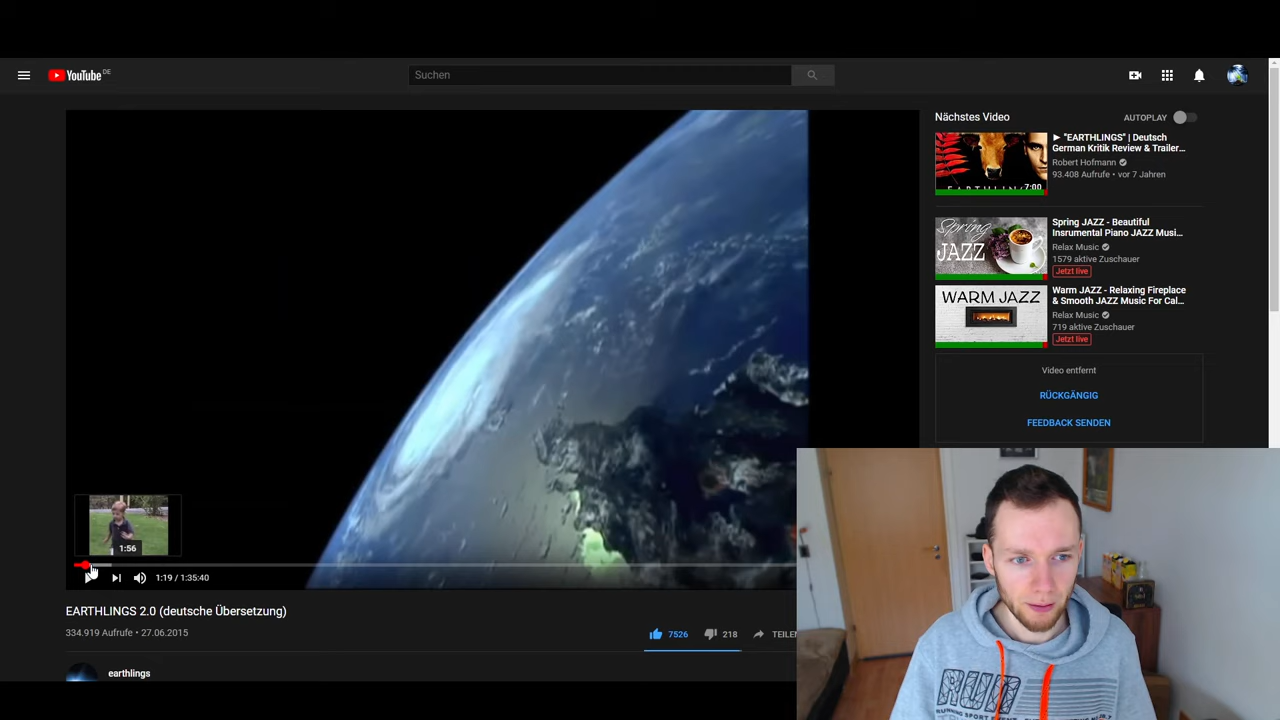 YouTube DE
Suchen
Nächstes Video
AUTOPLAY
► "EARTHLINGS" | Deutsch
German Kritik Review & Trailer...
Robert Hofmann
93.408 Aufrufe • vor 7 Jahren
EARTHLIN
7:00
Spring
JAZZ
Spring JAZZ - Beautiful
Insrumental Piano JAZZ Musi...
Relax Music
1579 aktive Zuschauer
Jetzt live
WARM JAZZ
Warm JAZZ - Relaxing Fireplace
& Smooth JAZZ Music For Cal...
Relax Music
719 aktive Zuschauer
Jetzt live
Video entfernt
RÜCKGÄNGIG
FEEDBACK SENDEN
1:56
1:19 / 1:35:40
EARTHLINGS 2.0 (deutsche Übersetzung)
334.919 Aufrufe • 27.06.2015
7526
218
TEILEN
earthlings
RUN